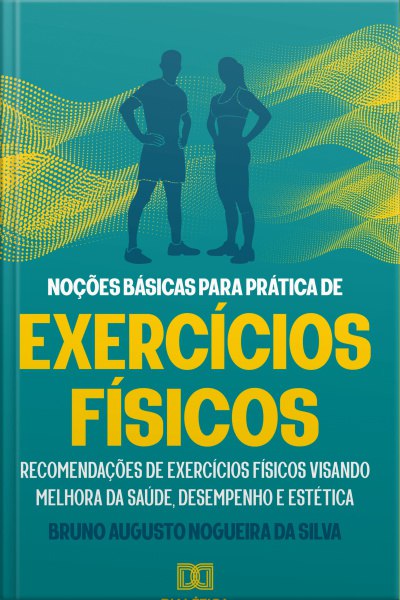 NOÇÕES BÁSICAS PARA PRÁTICA DE
EXERCÍCIOS
FÍSICOS
RECOMENDAÇÕES DE EXERCÍCIOS FÍSICOS VISANDO
MELHORA DA SAÚDE, DESEMPENHO E ESTÉTICA
BRUNO AUGUSTO NOGUEIRA DA SILVA